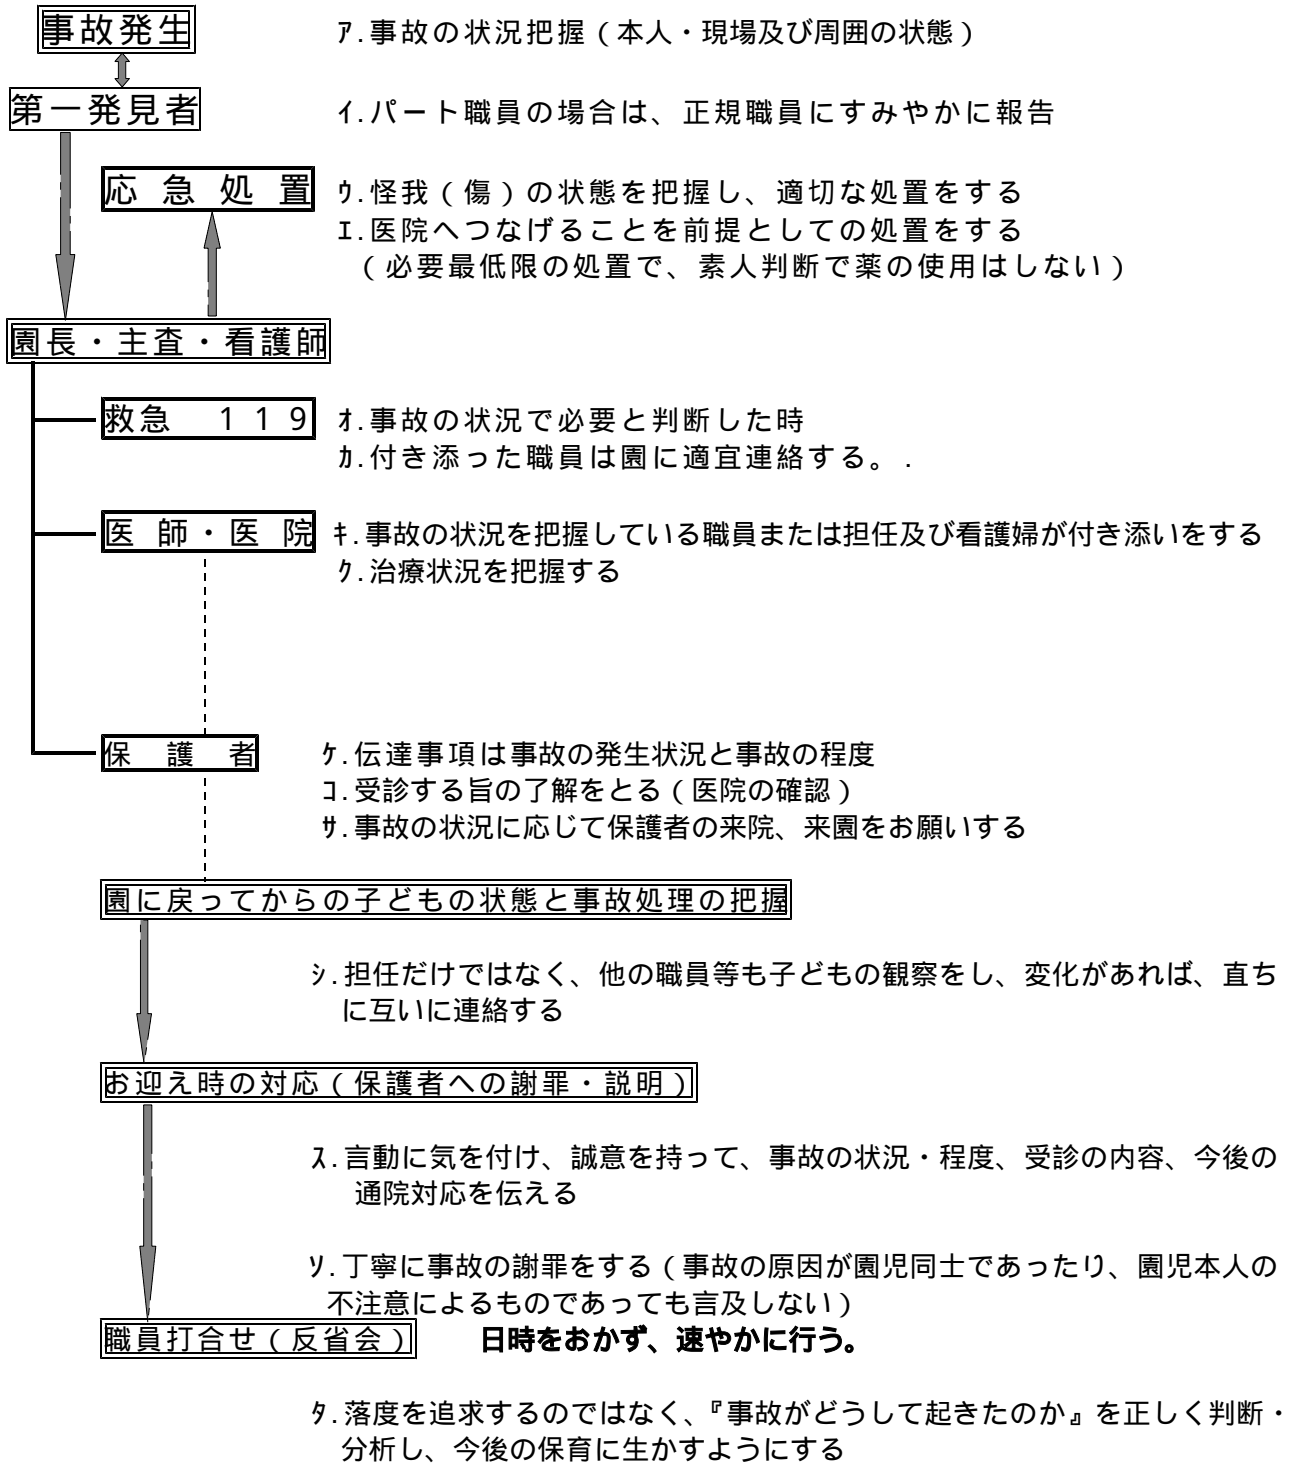 事故発生
ｱ.事故の状況把握（本人・現場及び周囲の状態）
第一発見者
ｲ.パート職員の場合は、正規職員にすみやかに報告
応急処置
ｳ.怪我（傷）の状態を把握し、適切な処置をする
ｴ.医院へつなげることを前提としての処置をする
（必要最低限の処置で、素人判断で薬の使用はしない）
園長・主査・看護師
救急　119
ｵ.事故の状況で必要と判断した時
ｶ.付き添った職員は園に適宜連絡する。.
医師・医院
ｷ.事故の状況を把握している職員または担任及び看護婦が付き添いをする
ｸ.治療状況を把握する
保護者
ｹ.伝達事項は事故の発生状況と事故の程度
ｺ.受診する旨の了解をとる（医院の確認）
ｻ.事故の状況に応じて保護者の来院、来園をお願いする
園に戻ってからの子どもの状態と事故処理の把握
ｼ.担任だけではなく、他の職員等も子どもの観察をし、変化があれば、直ち
に互いに連絡する
お迎え時の対応（保護者への謝罪・説明）
ｽ.言動に気を付け、誠意を持って、事故の状況・程度、受診の内容、今後の
通院対応を伝える
ｿ.丁寧に事故の謝罪をする（事故の原因が園児同士であったり、園児本人の
不注意によるものであっても言及しない）
職員打合せ（反省会）
日時をおかず、速やかに行う。
ﾀ.落度を追求するのではなく、『事故がどうして起きたのか』を正しく判断・
分析し、今後の保育に生かすようにする